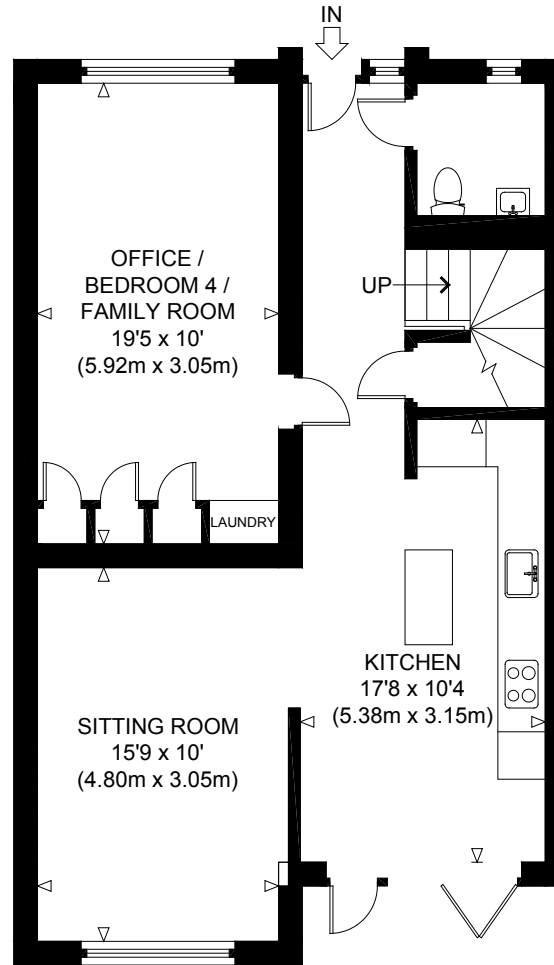 IN
OFFICE /
BEDROOM 4 /
FAMILY ROOM
19'5 x 10'
(5.92m x 3.05m)
UP
LAUNDRY
KITCHEN
17'8 x 10'4
(5.38m x 3.15m)
SITTING ROOM
15'9 x 10'
(4.80m x 3.05m)